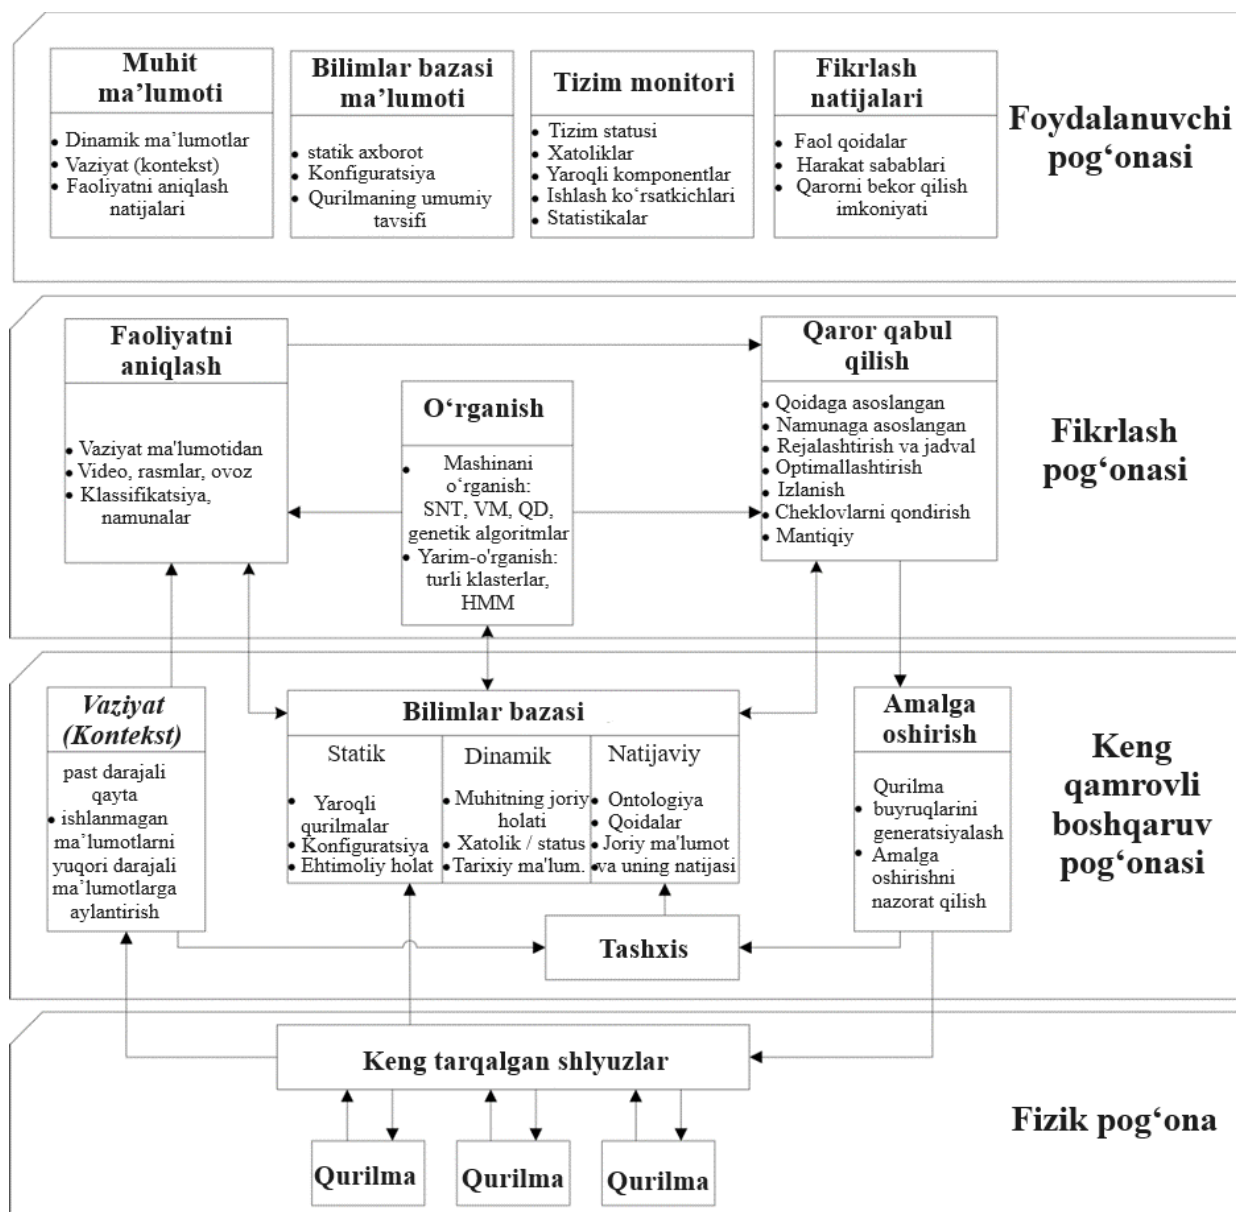 Muhit
ma’lumoti
• Dinamik ma’lumotlar
• Vaziyat (kontekst)
• Faoliyatni aniqlash
natijalari
Bilimlar bazasi
ma’lumoti
• statik axborot
• Konfiguratsiya
• Qurilmaning umumiy
tavsifi
Tizim monitori
• Tizim statusi
• Xatoliklar
• Yaroqli komponentlar
• Ishlash ko‘rsatkichlari
• Statistikalar
Fikrlash
natijalari
• Faol qoidalar
• Harakat sabablari
• Qarorni bekor qilish
imkoniyati
Foydalanuvchi
pog‘onasi
Faoliyatni
aniqlash
• Vaziyat ma'lumotidan
• Video, rasmlar, ovoz
• Klassifikatsiya,
namunalar
O‘rganish
• Mashinani
o‘rganish:
SNT, VM, QD,
genetik algoritmlar
• Yarim-o'rganish:
turli klasterlar,
HMM
Qaror qabul
qilish
• Qoidaga asoslangan
• Namunaga asoslangan
• Rejalashtirish va jadval
• Optimallashtirish
• Izlanish
• Cheklovlarni qondirish
• Mantiqiy
Fikrlash
pog‘onasi
Vaziyat
(Kontekst)
past darajali
qayta
• ishlanmagan
ma’lumotlarni
yuqori darajali
ma’lumotlarga
aylantirish
Bilimlar bazasi
Statik
• Yaroqli
qurilmalar
• Konfiguratsiya
• Ehtimoliy holat
Dinamik
• Muhitning joriy
holati
• Xatolik / status
• Tarixiy ma'lum.
Natijaviy
• Ontologiya
• Qoidalar
• Joriy ma'lumot
va uning natijasi
Amalga
oshirish
Qurilma
• buyruqlarini
generatsiyalash
• Amalga
oshirishni
nazorat qilish
Tashxis
Keng
qamrovli
boshqaruv
pog‘onasi
Keng tarqalgan shlyuzlar
Qurilma
Qurilma
Qurilma
Fizik pog‘ona